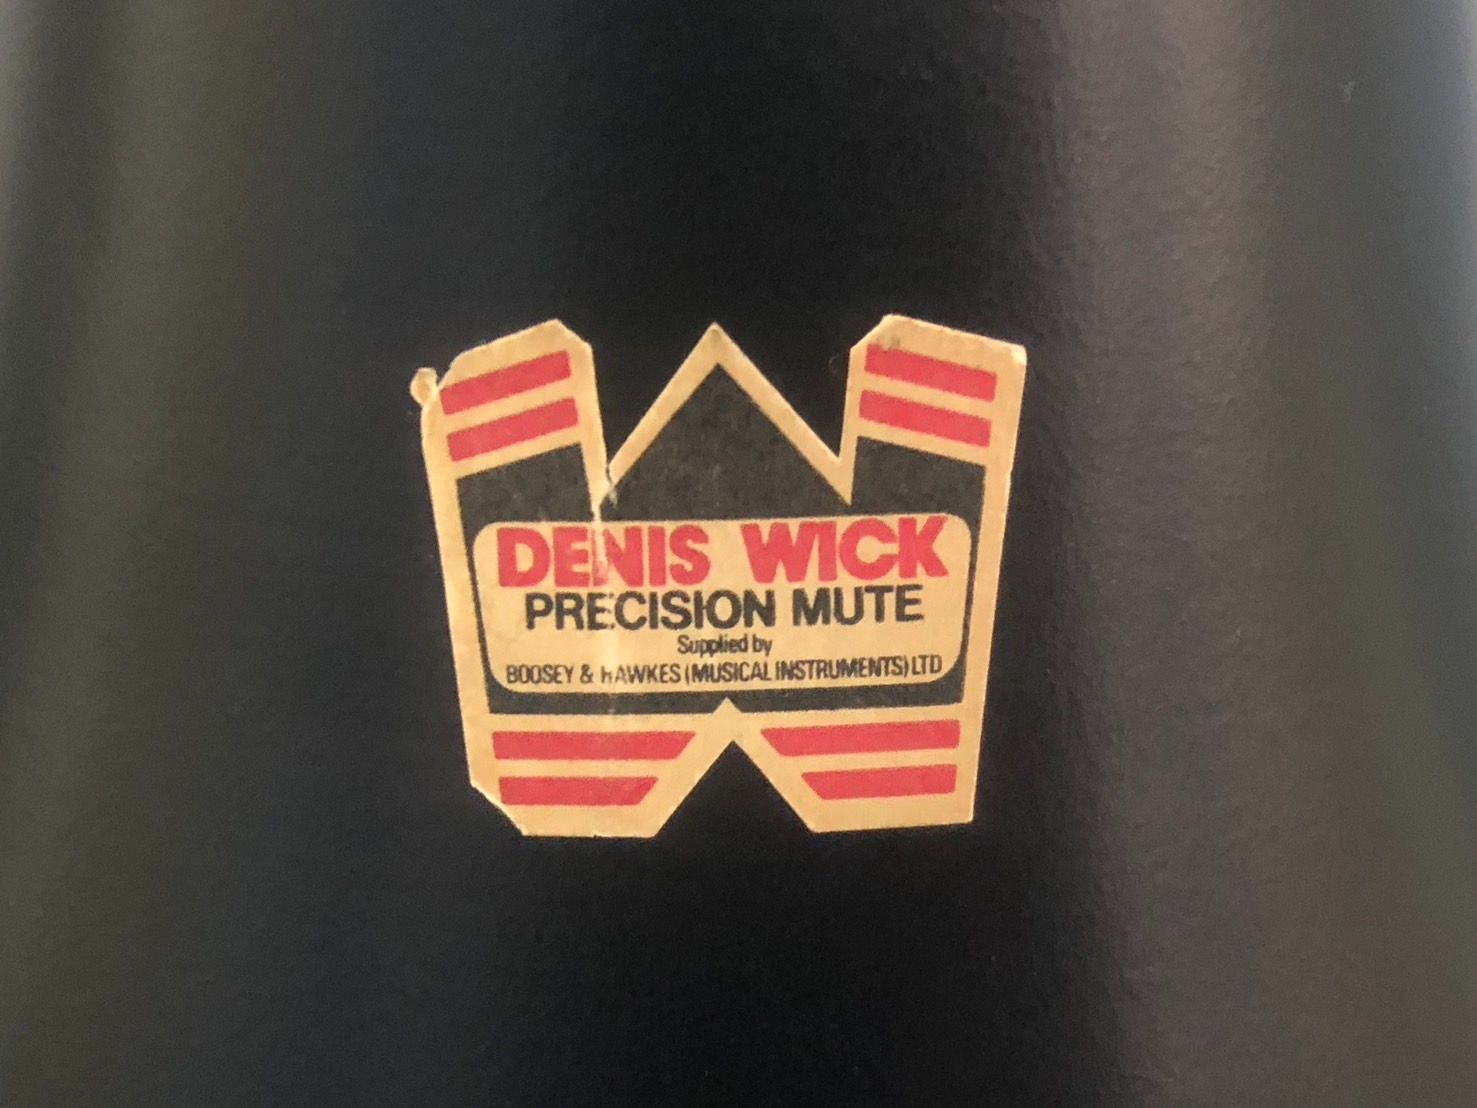 DENIS WICK
PRECISION MUTE
Supplied by
BOOSEY & HAWKES (MUSICAL INSTRUMENTS) LTD